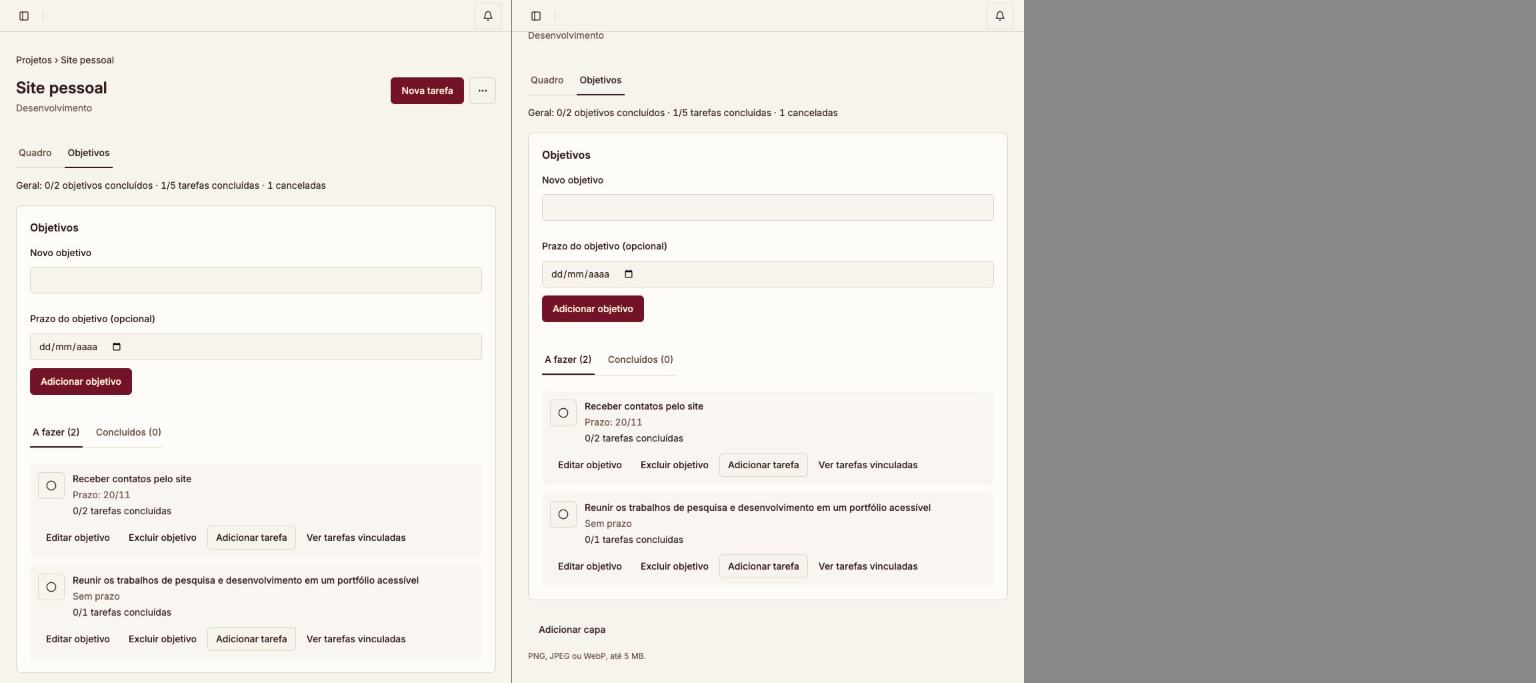 Projetos › Site pessoal
Site pessoal
Nova tarefa
...
Desenvolvimento
Quadro Objetivos
Geral: 0/2 objetivos concluídos · 1/5 tarefas concluídas · 1 canceladas
Objetivos
Novo objetivo
Prazo do objetivo (opcional)
dd/mm/aaaa
Adicionar objetivo
A fazer (2) Concluídos (0)
Receber contatos pelo site
Prazo: 20/11
0/2 tarefas concluídas
Editar objetivo Excluir objetivo Adicionar tarefa Ver tarefas vinculadas
Reunir os trabalhos de pesquisa e desenvolvimento em um portfólio acessível
Sem prazo
0/1 tarefas concluídas
Editar objetivo Excluir objetivo Adicionar tarefa Ver tarefas vinculadas
Desenvolvimento
Quadro Objetivos
Geral: 0/2 objetivos concluídos · 1/5 tarefas concluídas · 1 canceladas
Objetivos
Novo objetivo
Prazo do objetivo (opcional)
dd/mm/aaaa
Adicionar objetivo
A fazer (2) Concluídos (0)
Receber contatos pelo site
Prazo: 20/11
0/2 tarefas concluídas
Editar objetivo Excluir objetivo Adicionar tarefa Ver tarefas vinculadas
Reunir os trabalhos de pesquisa e desenvolvimento em um portfólio acessível
Sem prazo
0/1 tarefas concluídas
Editar objetivo Excluir objetivo Adicionar tarefa Ver tarefas vinculadas
Adicionar capa
PNG, JPEG ou WebP, até 5 MB.